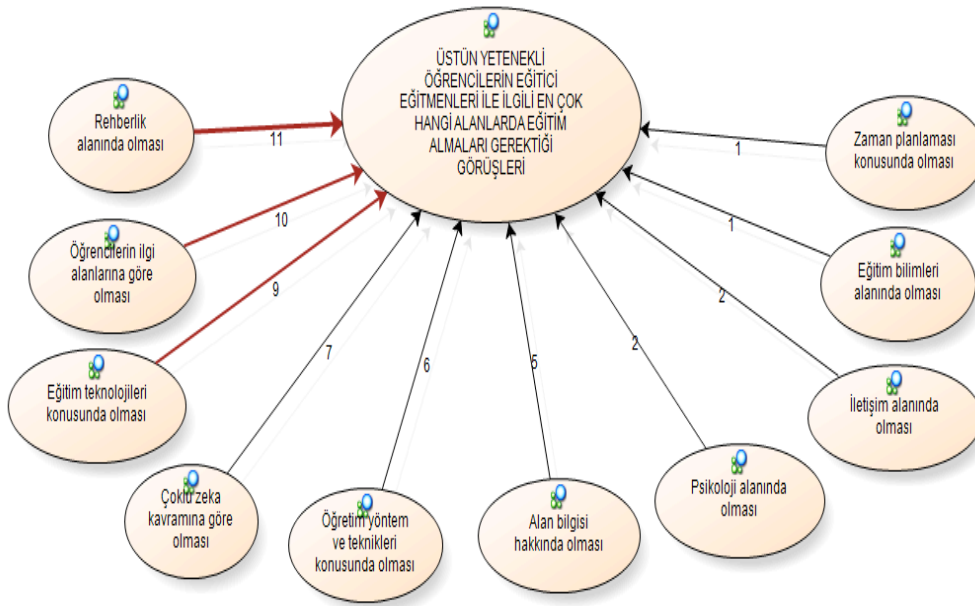 ÜSTÜN YETENEKLİ
ÖĞRENCİLERİN EĞİTİCİ
EĞİTMENLERİ İLE İLGİLİ EN ÇOK
HANGİ ALANLARDA EĞİTİM
ALMALARI GEREKTİĞİ
GÖRÜŞLERİ
Rehberlik
alanında olması
11
Öğrencilerin ilgi
alanlarına göre
olması
10
Eğitim teknolojileri
konusunda olması
9
Çoklu zeka
kavramına göre
olması
7
Öğretim yöntem
ve teknikleri
konusunda olması
6
Alan bilgisi
hakkında olması
5
Psikoloji alanında
olması
2
İletişim alanında
olması
2
Eğitim bilimleri
alanında olması
1
Zaman planlaması
konusunda olması
1